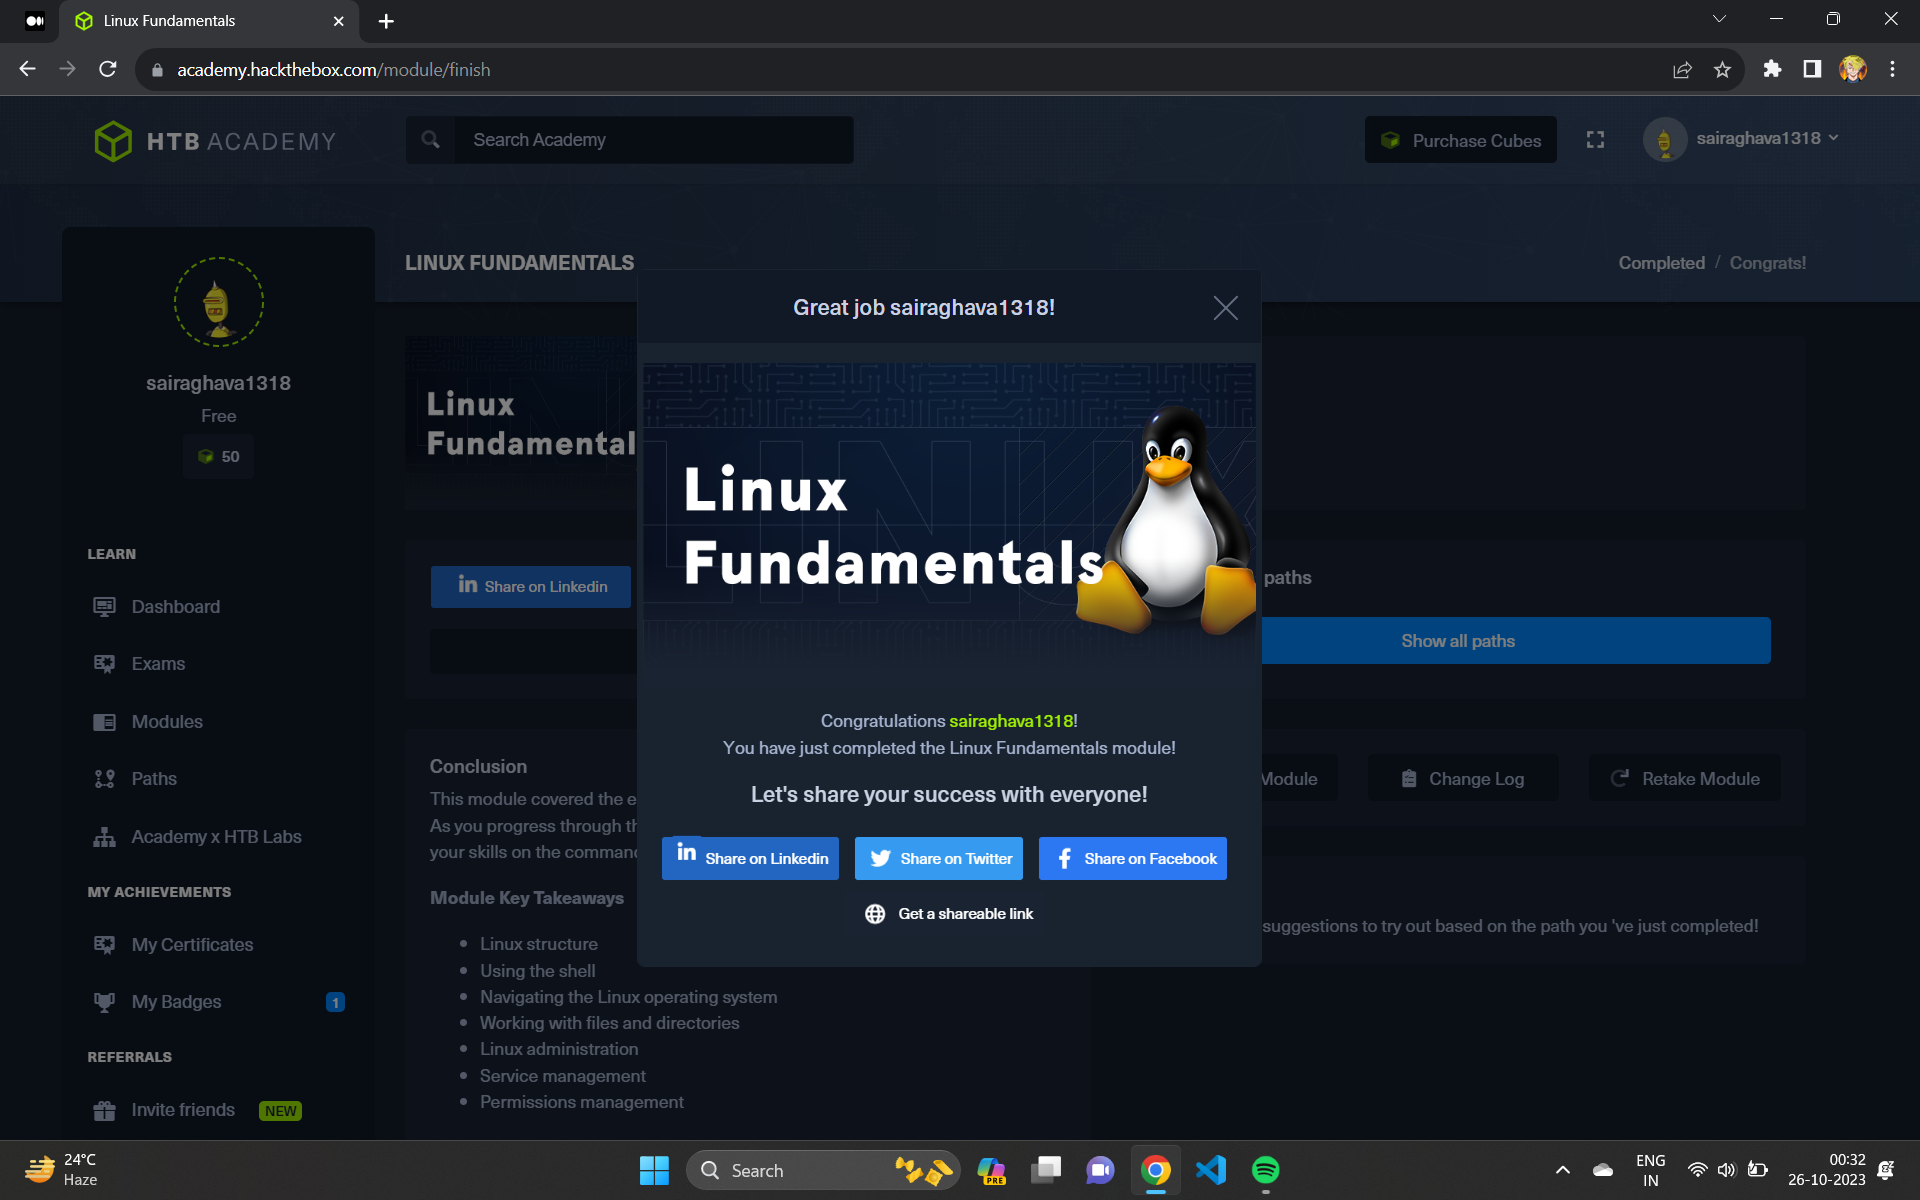 Linux Fundamentals
academy.hackthebox.com/module/finish
HTB ACADEMY
Search Academy
Purchase Cubes
sairaghava1318
LINUX FUNDAMENTALS
Completed / Congrats!
sairaghava1318
Free
50
LEARN
Dashboard
Exams
Modules
Paths
Academy x HTB Labs
MY ACHIEVEMENTS
My Certificates
My Badges
1
REFERRALS
Invite friends NEW
Linux
Fundamental
in Share on Linkedin
Great job sairaghava1318!
Linux
Fundamentals
Congratulations sairaghava1318!
You have just completed the Linux Fundamentals module!
Let's share your success with everyone!
in Share on Linkedin
Share on Twitter
f Share on Facebook
Get a shareable link
paths
Show all paths
Module
Change Log
Retake Module
suggestions to try out based on the path you 've just completed!
Conclusion
This module covered the e
As you progress through th
your skills on the command
Module Key Takeaways
Linux structure
Using the shell
Navigating the Linux operating system
Working with files and directories
Linux administration
Service management
Permissions management
24°C
Haze
Search
PRE
ENG
IN
00:32
26-10-2023